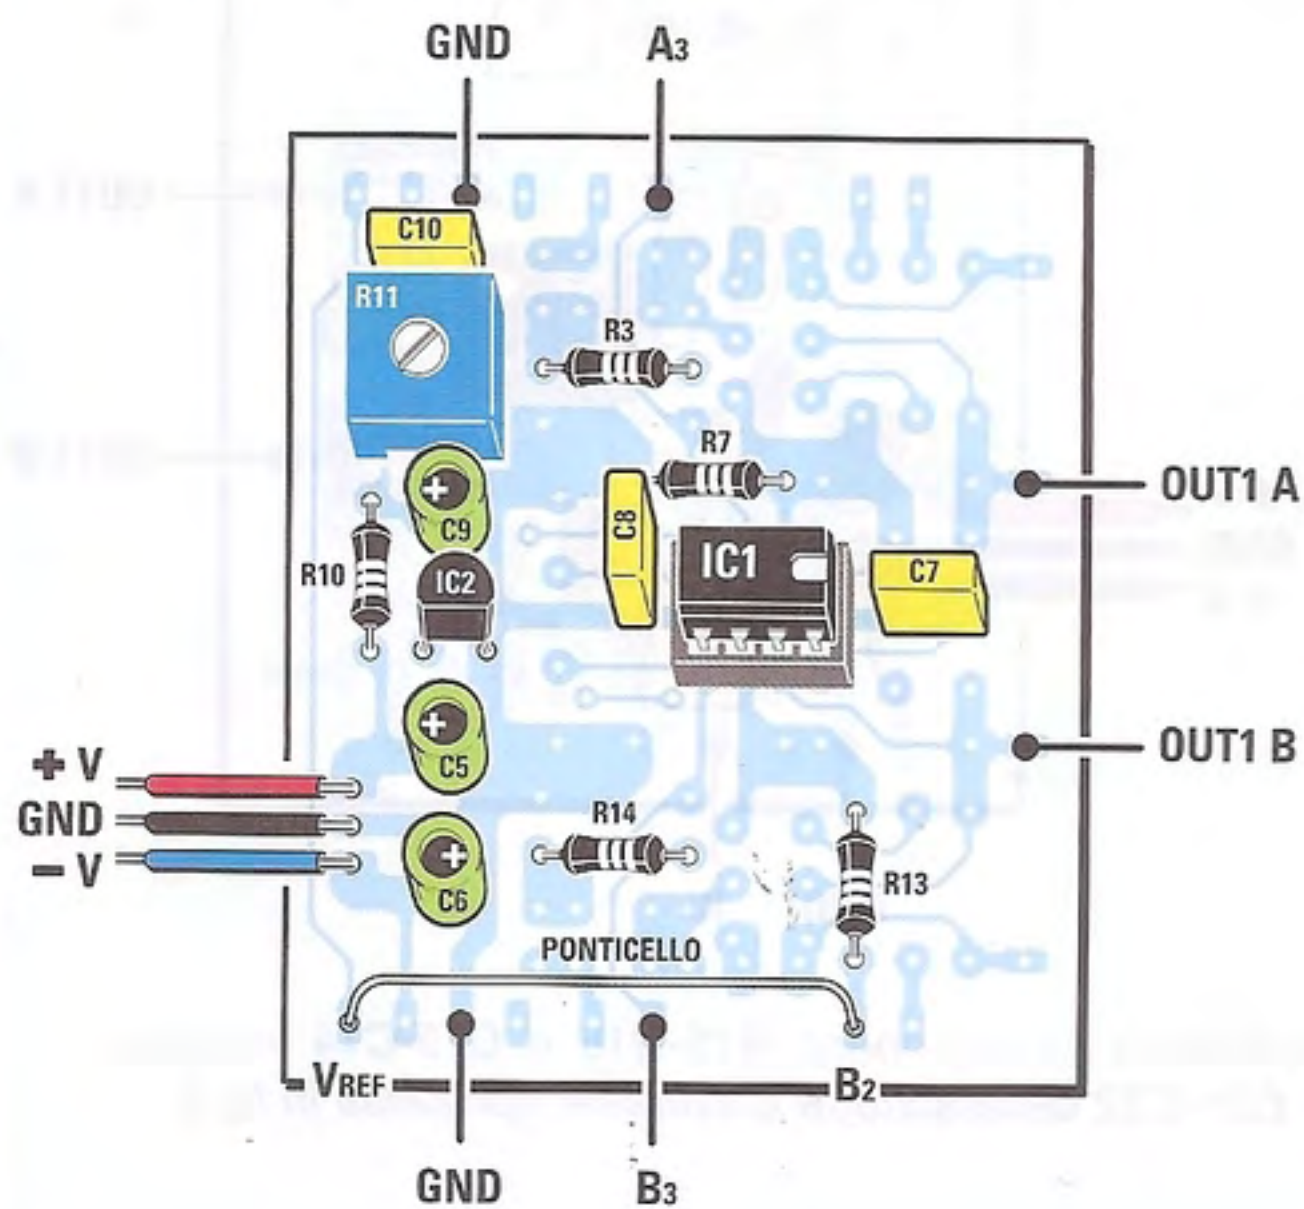 GND
A3
C10
R11
R3
R7
OUT1 A
C9
C8
IC1
C7
R10
IC2
C5
OUT1 B
+ V
GND
- V
R14
C6
R13
PONTICELLO
VREF
B2
GND
B3